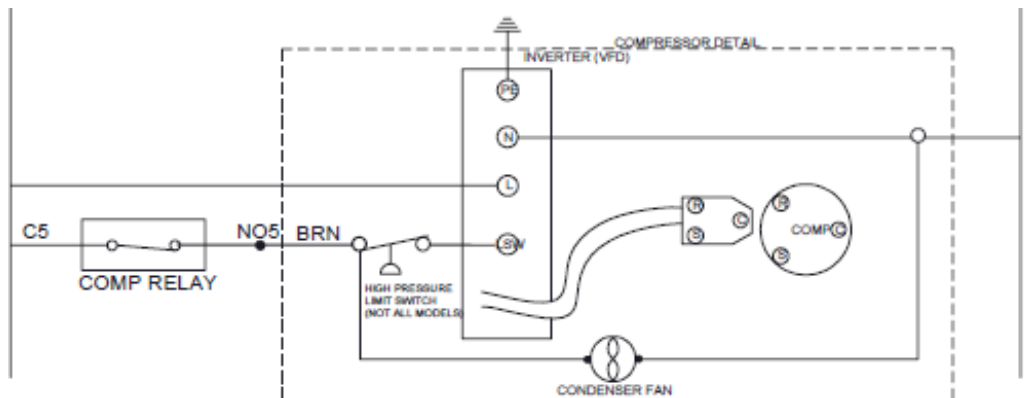 COMPRESSOR DETAIL
INVERTER (VFD)
PE
N
L
C5
NO5
BRN
LSW
COMP RELAY
HIGH PRESSURE
LIMIT SWITCH
(NOT ALL MODELS)
R
C
S
R
COMP
C
S
CONDENSER FAN